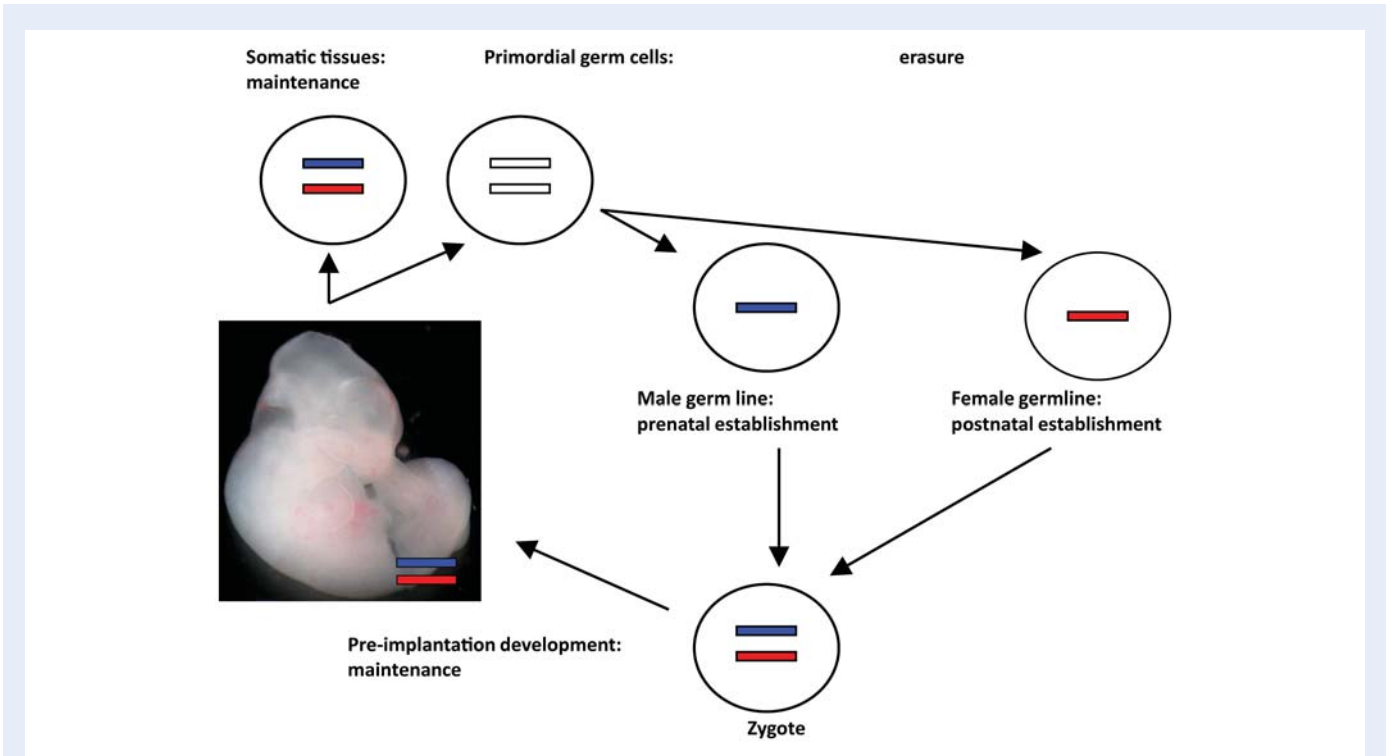 Somatic tissues:
maintenance
Primordial germ cells: erasure
Male germ line:
prenatal establishment
Female germline:
postnatal establishment
Pre-implantation development:
maintenance
Zygote